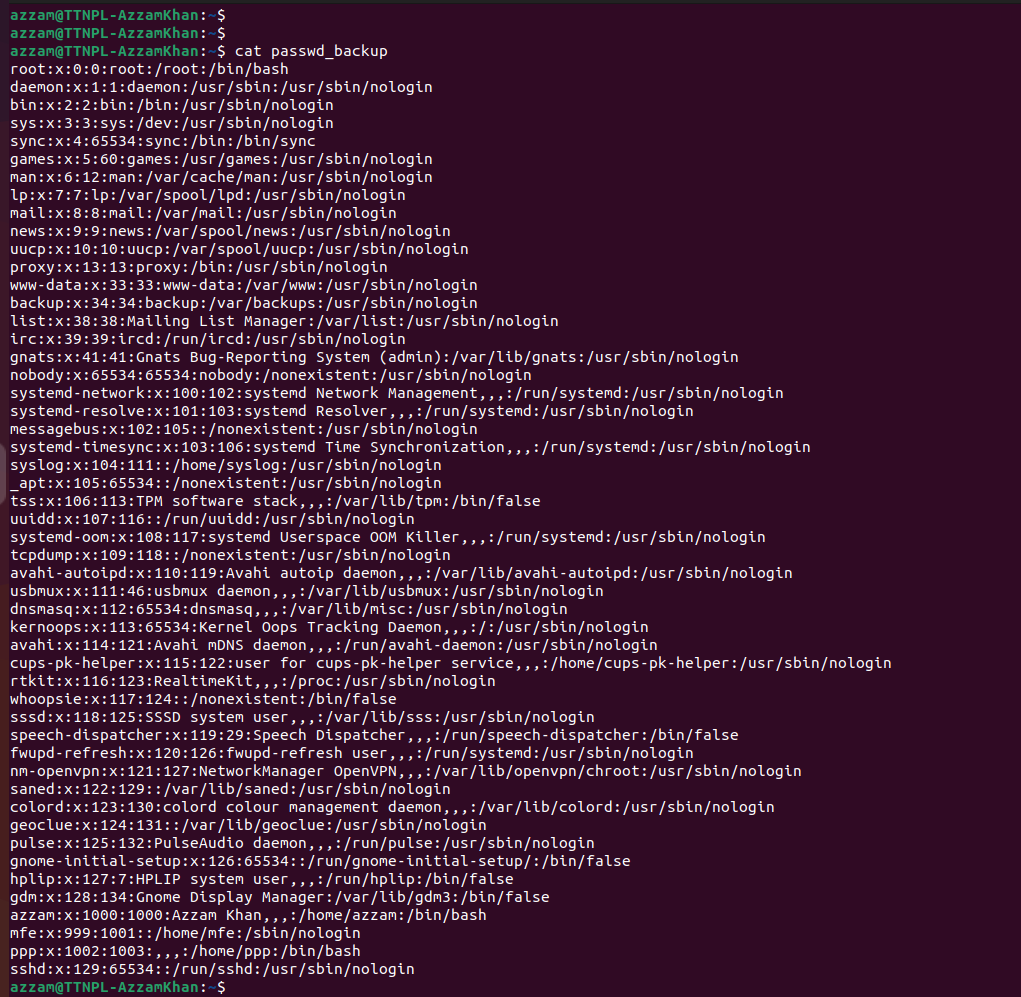 azzam@TTNPL-AzzamKhan:~$
azzam@TTNPL-AzzamKhan:~$
azzam@TTNPL-AzzamKhan:~$ cat passwd_backup
root:x:0:0:root:/root:/bin/bash
daemon:x:1:1:daemon:/usr/sbin:/usr/sbin/nologin
bin:x:2:2:bin:/bin:/usr/sbin/nologin
sys:x:3:3:sys:/dev:/usr/sbin/nologin
sync:x:4:65534:sync:/bin:/bin/sync
games:x:5:60:games:/usr/games:/usr/sbin/nologin
man:x:6:12:man:/var/cache/man:/usr/sbin/nologin
lp:x:7:7:lp:/var/spool/lpd:/usr/sbin/nologin
mail:x:8:8:mail:/var/mail:/usr/sbin/nologin
news:x:9:9:news:/var/spool/news:/usr/sbin/nologin
uucp:x:10:10:uucp:/var/spool/uucp:/usr/sbin/nologin
proxy:x:13:13:proxy:/bin:/usr/sbin/nologin
www-data:x:33:33:www-data:/var/www:/usr/sbin/nologin
backup:x:34:34:backup:/var/backups:/usr/sbin/nologin
list:x:38:38:Mailing List Manager:/var/list:/usr/sbin/nologin
irc:x:39:39:ircd:/run/ircd:/usr/sbin/nologin
gnats:x:41:41:Gnats Bug-Reporting System (admin):/var/lib/gnats:/usr/sbin/nologin
nobody:x:65534:65534:nobody:/nonexistent:/usr/sbin/nologin
systemd-network:x:100:102:systemd Network Management,,,:/run/systemd:/usr/sbin/nologin
systemd-resolve:x:101:103:systemd Resolver,,,:/run/systemd:/usr/sbin/nologin
messagebus:x:102:105::/nonexistent:/usr/sbin/nologin
systemd-timesync:x:103:106:systemd Time Synchronization,,,:/run/systemd:/usr/sbin/nologin
syslog:x:104:111::/home/syslog:/usr/sbin/nologin
_apt:x:105:65534::/nonexistent:/usr/sbin/nologin
tss:x:106:113:TPM software stack,,,:/var/lib/tpm:/bin/false
uuidd:x:107:116::/run/uuidd:/usr/sbin/nologin
systemd-oom:x:108:117:systemd Userspace OOM Killer,,,:/run/systemd:/usr/sbin/nologin
tcpdump:x:109:118::/nonexistent:/usr/sbin/nologin
avahi-autoipd:x:110:119:Avahi autoip daemon,,,:/var/lib/avahi-autoipd:/usr/sbin/nologin
usbmux:x:111:46:usbmux daemon,,,:/var/lib/usbmux:/usr/sbin/nologin
dnsmasq:x:112:65534:dnsmasq,,,:/var/lib/misc:/usr/sbin/nologin
kernoops:x:113:65534:Kernel Oops Tracking Daemon,,,:/:/usr/sbin/nologin
avahi:x:114:121:Avahi mDNS daemon,,,:/run/avahi-daemon:/usr/sbin/nologin
cups-pk-helper:x:115:122:user for cups-pk-helper service,,,:/home/cups-pk-helper:/usr/sbin/nologin
rtkit:x:116:123:RealtimeKit,,,:/proc:/usr/sbin/nologin
whoopsie:x:117:124::/nonexistent:/bin/false
sssd:x:118:125:SSSD system user,,,:/var/lib/sss:/usr/sbin/nologin
speech-dispatcher:x:119:29:Speech Dispatcher,,,:/run/speech-dispatcher:/bin/false
fwupd-refresh:x:120:126:fwupd-refresh user,,,:/run/systemd:/usr/sbin/nologin
nm-openvpn:x:121:127:NetworkManager OpenVPN,,,:/var/lib/openvpn/chroot:/usr/sbin/nologin
saned:x:122:129::/var/lib/saned:/usr/sbin/nologin
colord:x:123:130:colord colour management daemon,,,:/var/lib/colord:/usr/sbin/nologin
geoclue:x:124:131::/var/lib/geoclue:/usr/sbin/nologin
pulse:x:125:132:PulseAudio daemon,,,:/run/pulse:/usr/sbin/nologin
gnome-initial-setup:x:126:65534::/run/gnome-initial-setup/:/bin/false
hplip:x:127:7:HPLIP system user,,,:/run/hplip:/bin/false
gdm:x:128:134:Gnome Display Manager:/var/lib/gdm3:/bin/false
azzam:x:1000:1000:Azzam Khan,,,:/home/azzam:/bin/bash
mfe:x:999:1001::/home/mfe:/sbin/nologin
ppp:x:1002:1003:,,,:/home/ppp:/bin/bash
sshd:x:129:65534::/run/sshd:/usr/sbin/nologin
azzam@TTNPL-AzzamKhan:~$